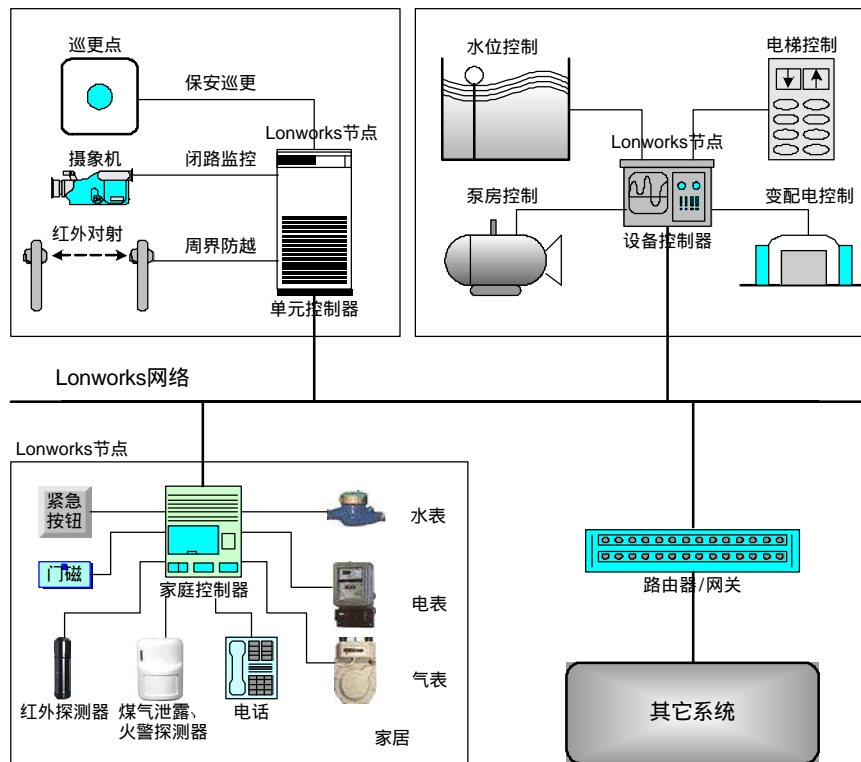 巡更点
保安巡更
Lonworks节点
摄象机
闭路监控
红外对射
周界防越
单元控制器
水位控制
电梯控制
Lonworks节点
泵房控制
变配电控制
设备控制器
Lonworks网络
Lonworks节点
紧急
按钮
水表
门磁
家庭控制器
电表
气表
红外探测器
煤气泄露、
火警探测器
电话
家居
路由器/网关
其它系统